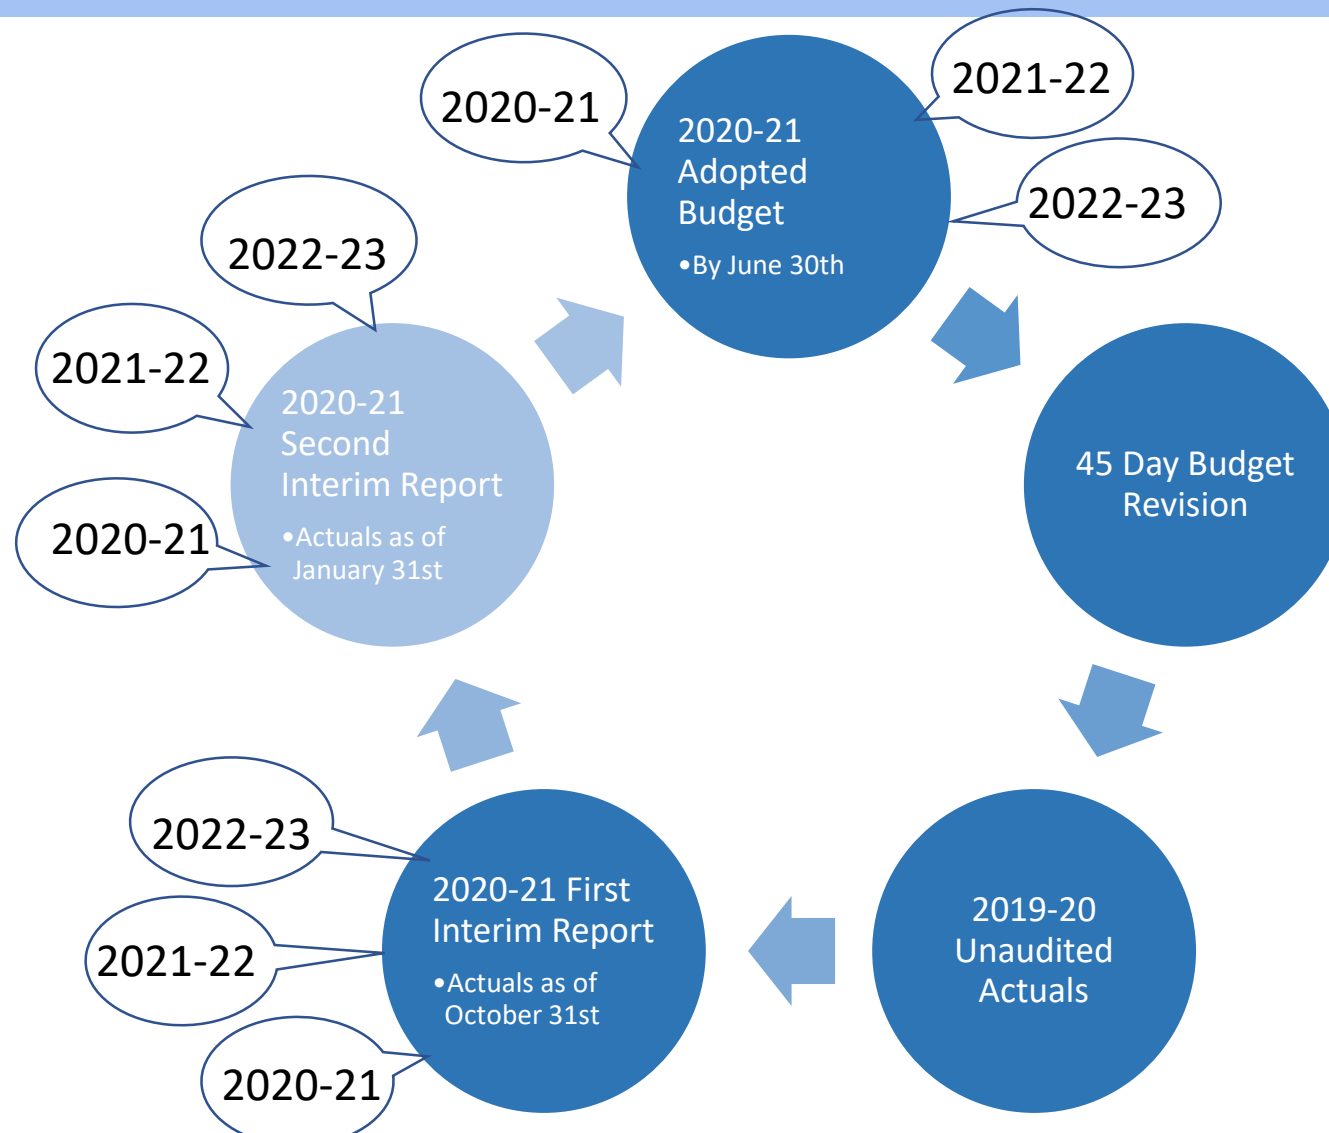 2020-21
2021-22
2022-23
2020-21
Adopted
Budget
•By June 30th
45 Day Budget
Revision
2019-20
Unaudited
Actuals
2022-23
2021-22
2020-21
2020-21 First
Interim Report
•Actuals as of
October 31st
2022-23
2021-22
2020-21
2020-21
Second
Interim Report
•Actuals as of
January 31st